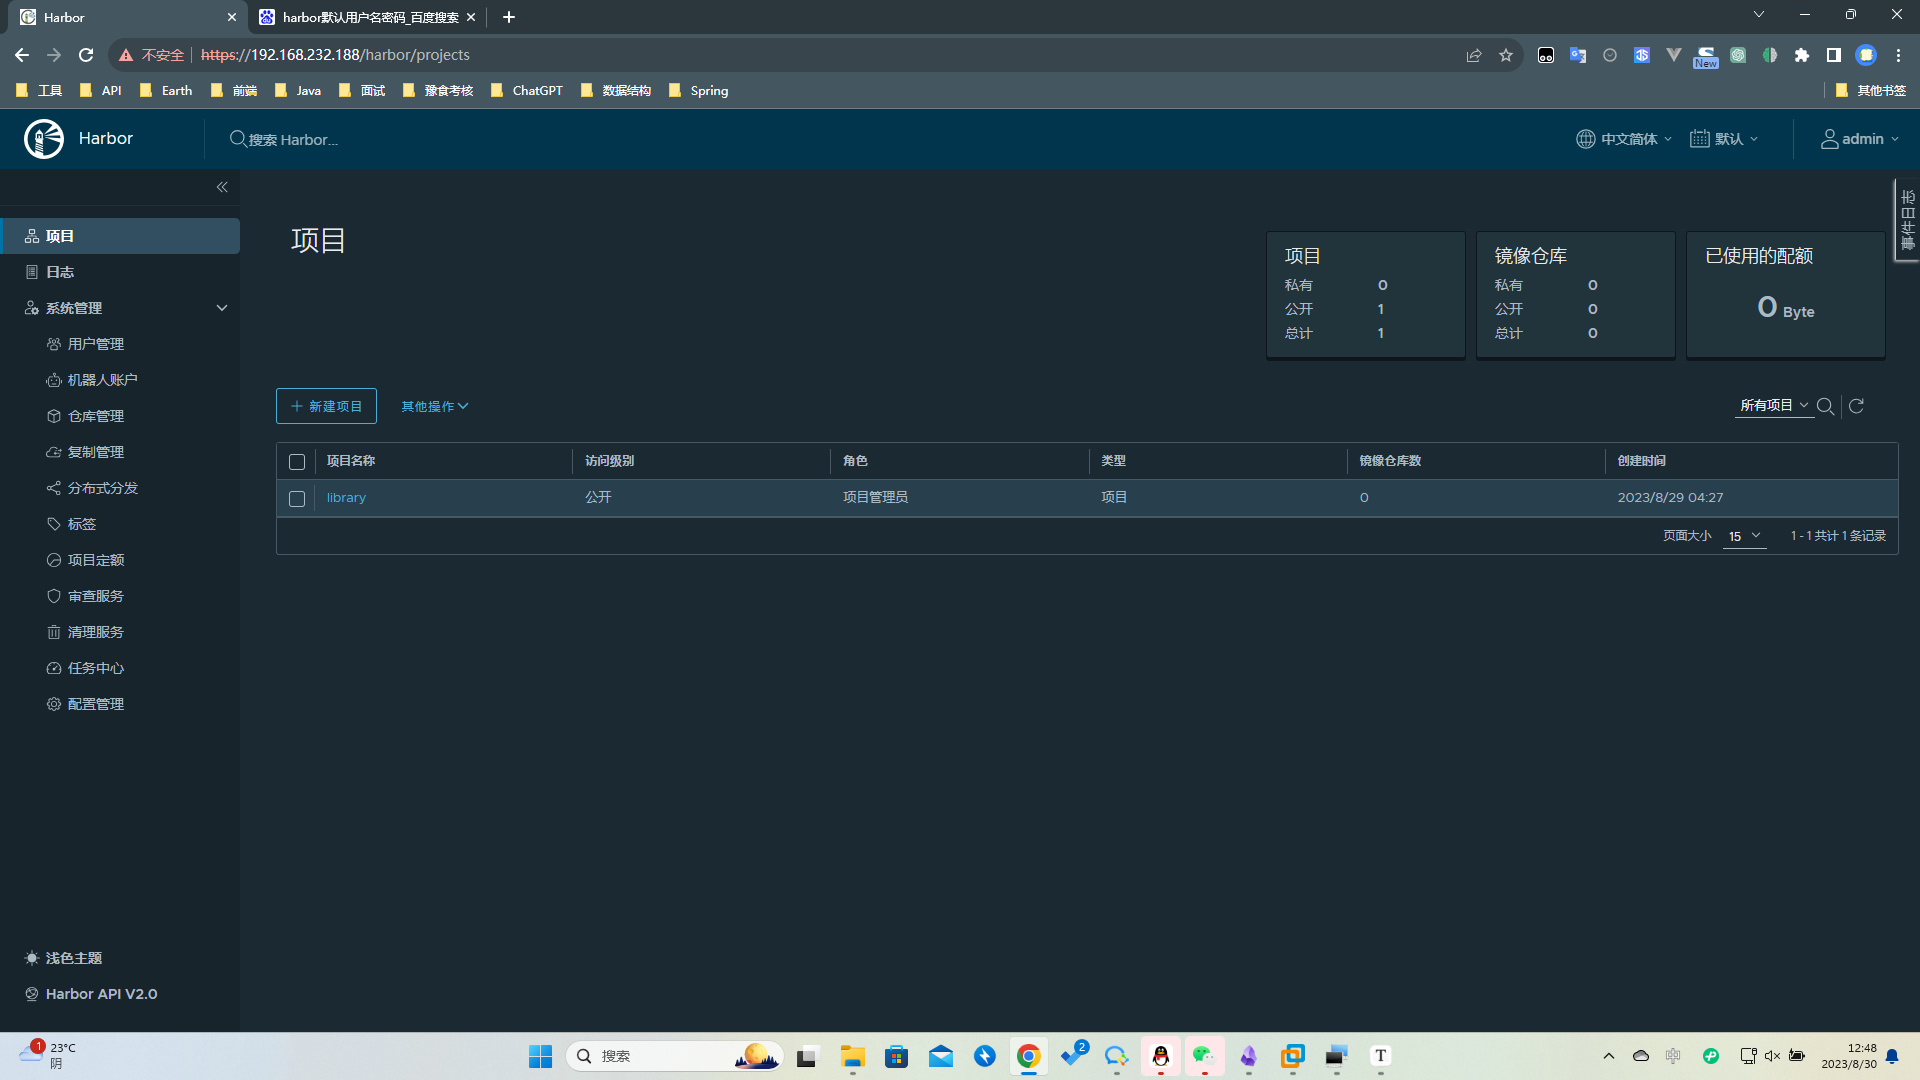 Harbor
harbor默认用户名密码_百度搜索
不安全
https://192.168.232.188/harbor/projects
New
工具
API
Earth
前端
Java
面试
豫食考核
ChatGPT
数据结构
Spring
其他书签
Harbor
搜索 Harbor...
中文简体
默认
admin
事件日志
项目
日志
系统管理
用户管理
机器人账户
仓库管理
复制管理
分布式分发
标签
项目定额
审查服务
清理服务
任务中心
配置管理
浅色主题
Harbor API V2.0
项目
项目
私有 0
公开 1
总计 1
镜像仓库
私有 0
公开 0
总计 0
已使用的配额
0 Byte
新建项目
其他操作
所有项目
项目名称 访问级别 角色 类型 镜像仓库数 创建时间
library 公开 项目管理员 项目 0 2023/8/29 04:27
页面大小 15 1 - 1 共计 1 条记录
1
23°C
阴
搜索
2
T
中
12:48
2023/8/30